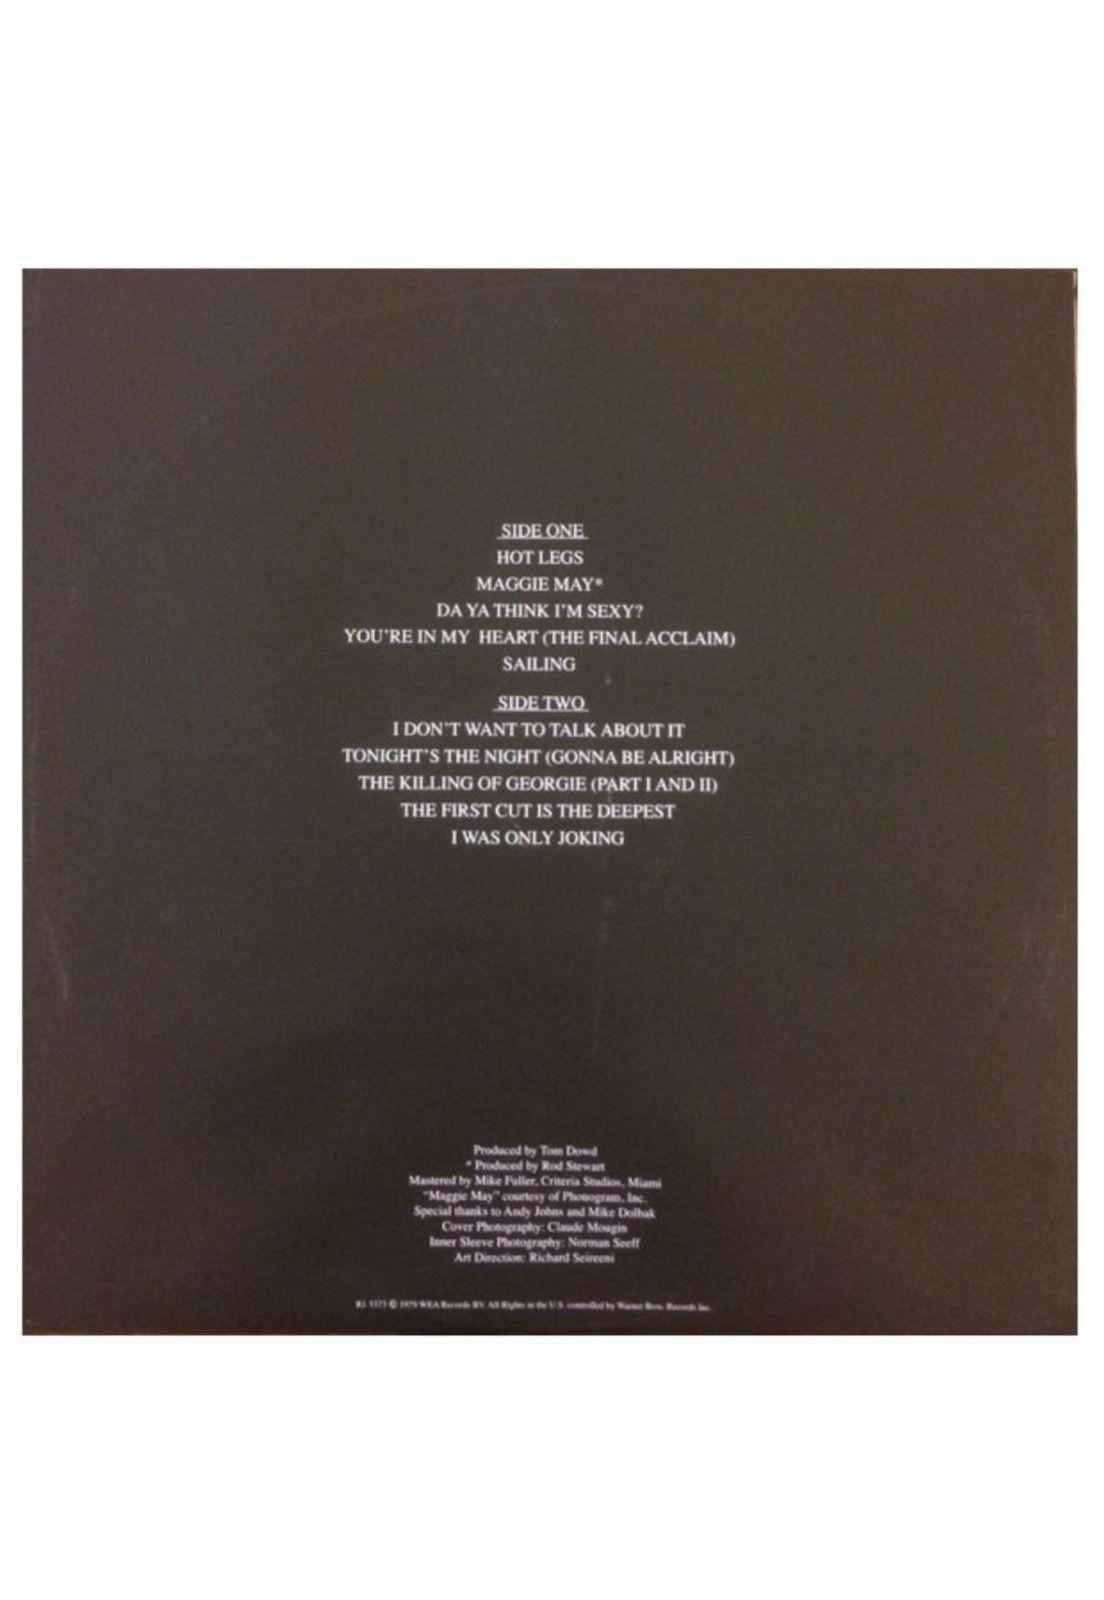 SIDE ONE
HOT LEGS
MAGGIE MAY*
DA YA THINK I'M SEXY?
YOU'RE IN MY HEART (THE FINAL ACCLAIM)
SAILING
SIDE TWO
I DON'T WANT TO TALK ABOUT IT
TONIGHT'S THE NIGHT (GONNA BE ALRIGHT)
THE KILLING OF GEORGIE (PART I AND II)
THE FIRST CUT IS THE DEEPEST
I WAS ONLY JOKING
Produced by Tom Dowd
* Produced by Rod Stewart
Mastered by Mike Fuller, Criteria Studios, Miami
"Maggie May" courtesy of Phonogram, Inc.
Special thanks to Andy Johns and Mike Dolbak
Cover Photography: Claude Mougin
Inner Sleeve Photography: Norman Seeff
Art Direction: Richard Seireeni
© 1979 WEA Records BV. All Rights in the U.S. controlled by Warner Bros. Records Inc.